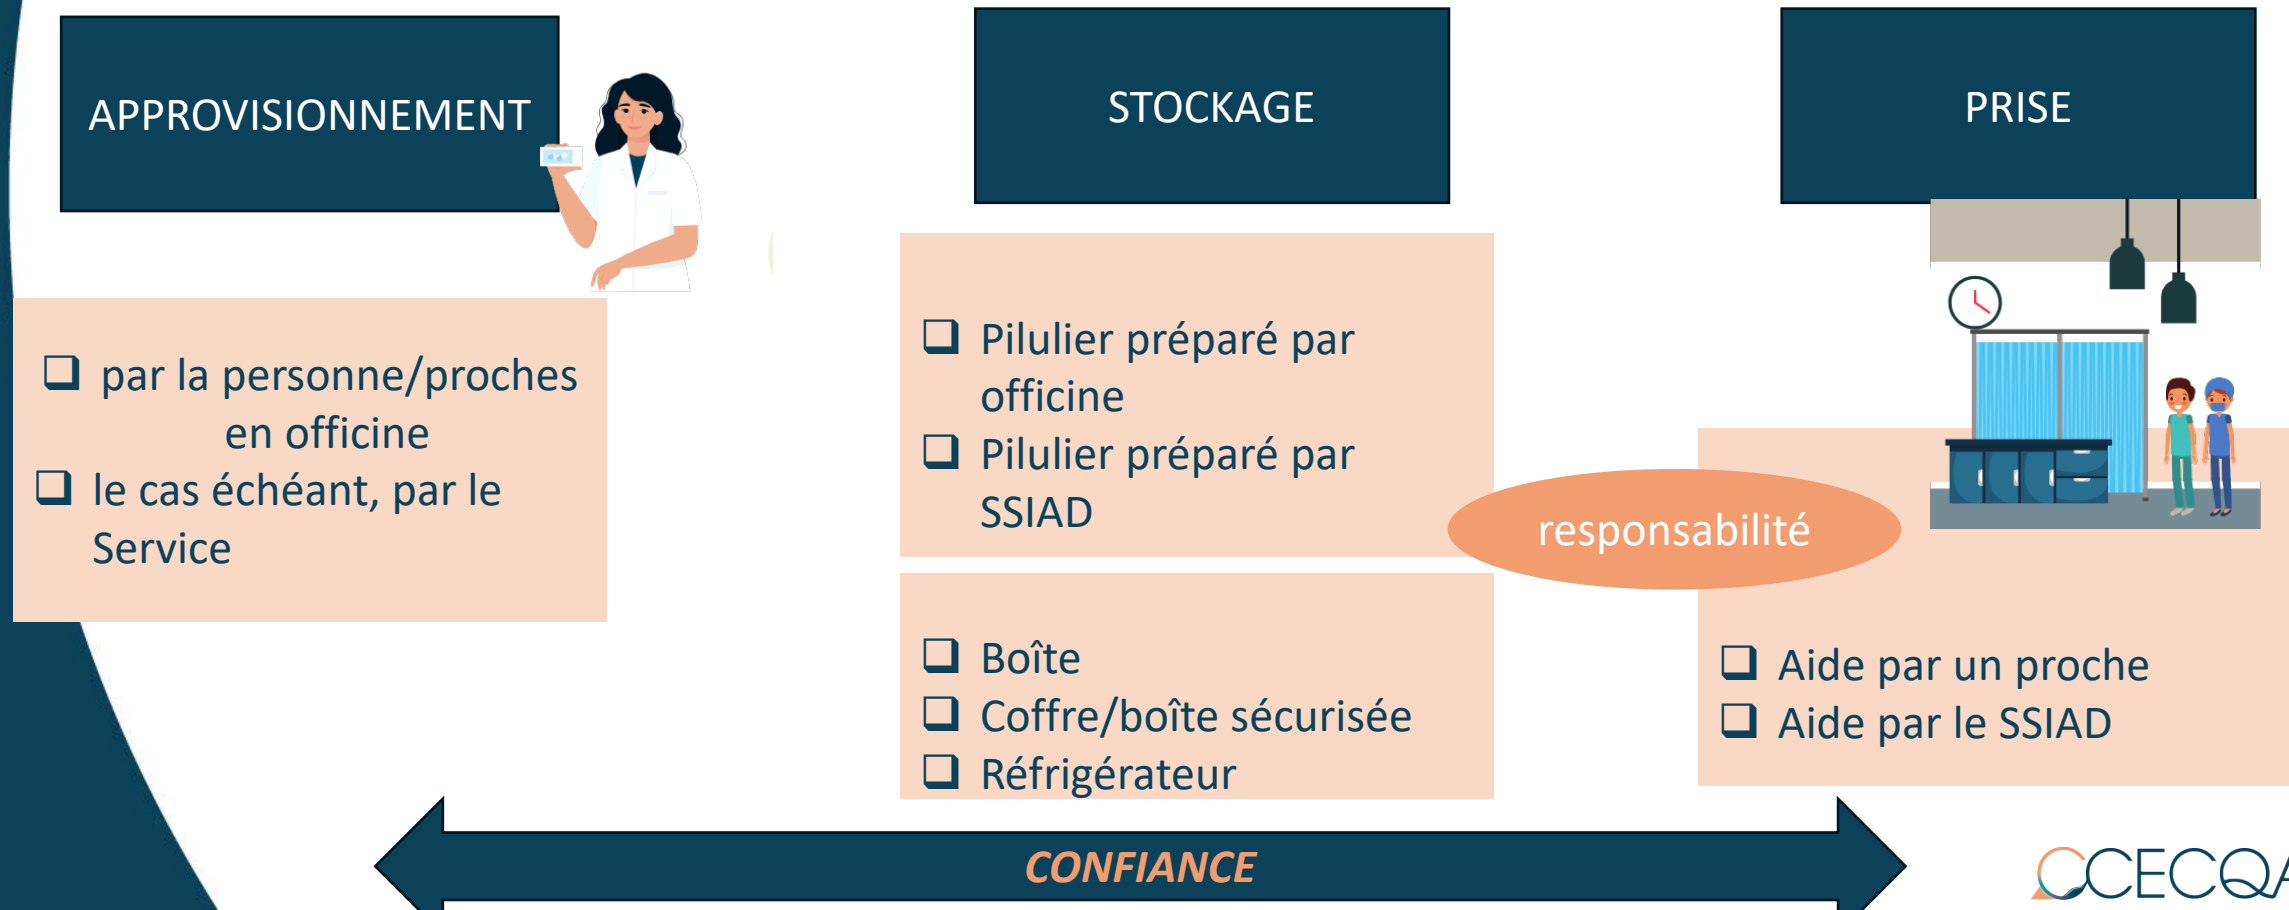 APPROVISIONNEMENT
par la personne/proches
en officine
le cas échéant, par le
Service
STOCKAGE
Pilulier préparé par
officine
Pilulier préparé par
SSIAD
Boîte
Coffre/boîte sécurisée
Réfrigérateur
responsabilité
PRISE
Aide par un proche
Aide par le SSIAD
CONFIANCE
CCECQA